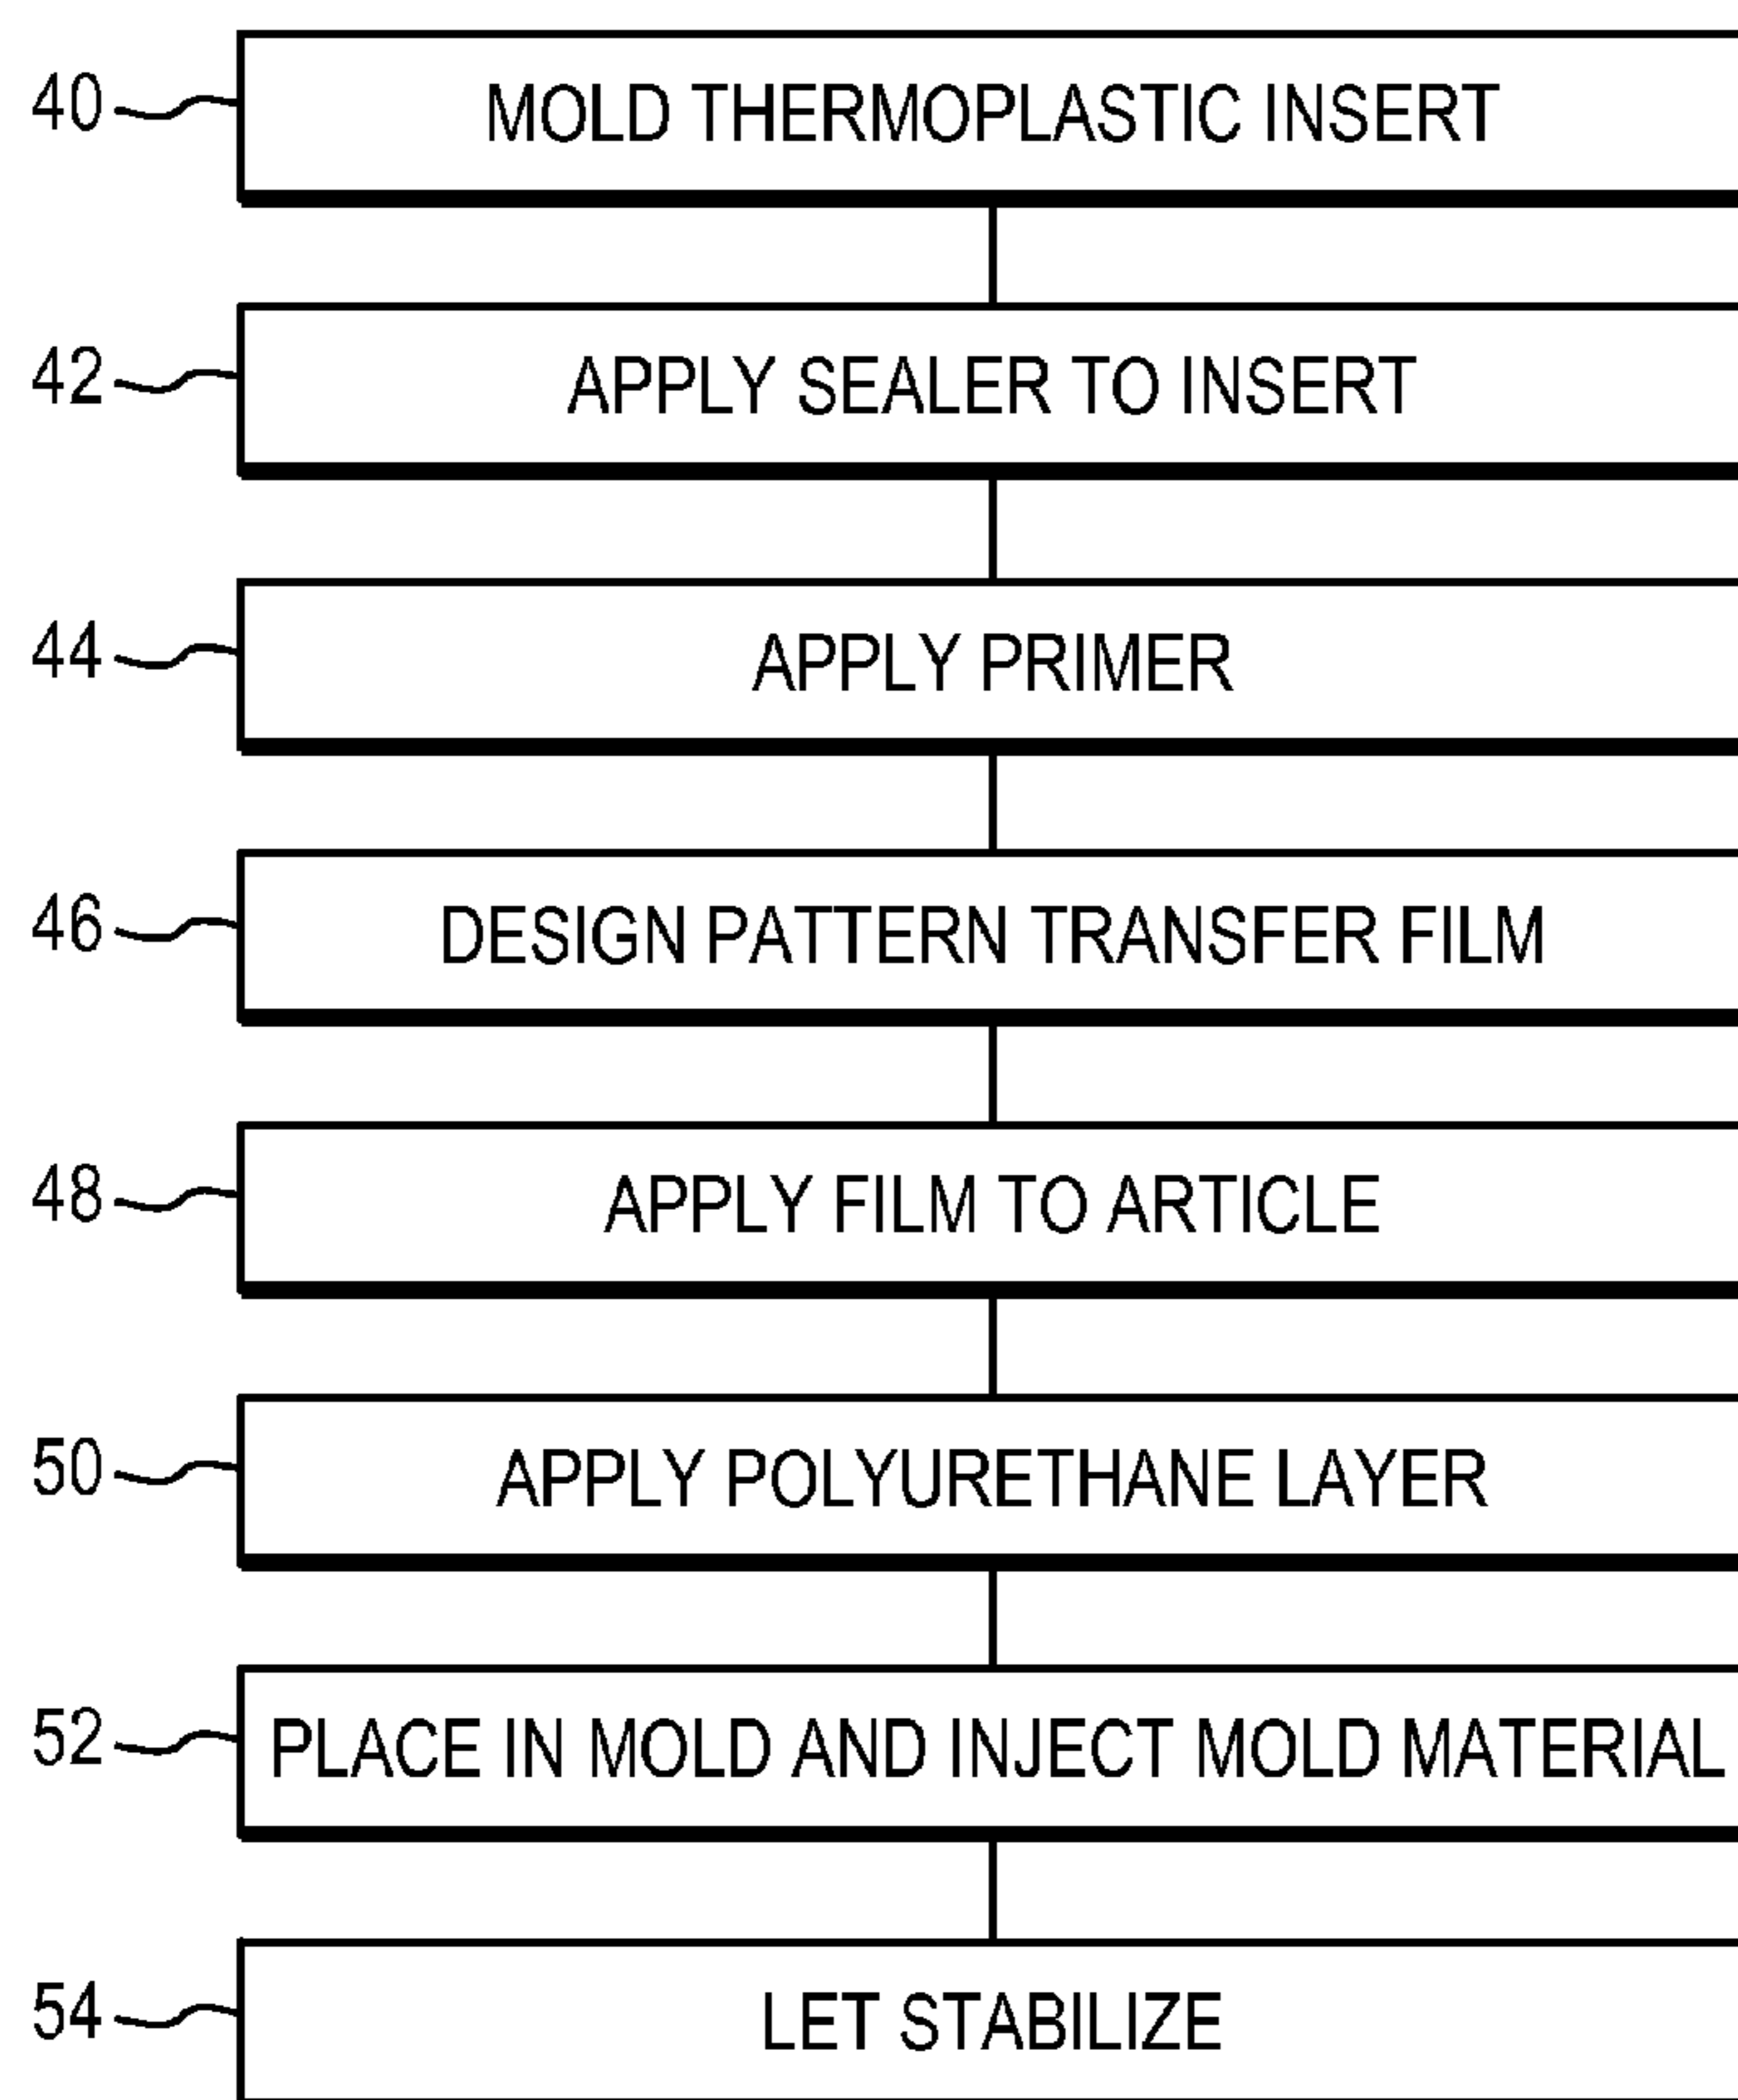 40 MOLD THERMOPLASTIC INSERT
42 APPLY SEALER TO INSERT
44 APPLY PRIMER
46 DESIGN PATTERN TRANSFER FILM
48 APPLY FILM TO ARTICLE
50 APPLY POLYURETHANE LAYER
52 PLACE IN MOLD AND INJECT MOLD MATERIAL
54 LET STABILIZE